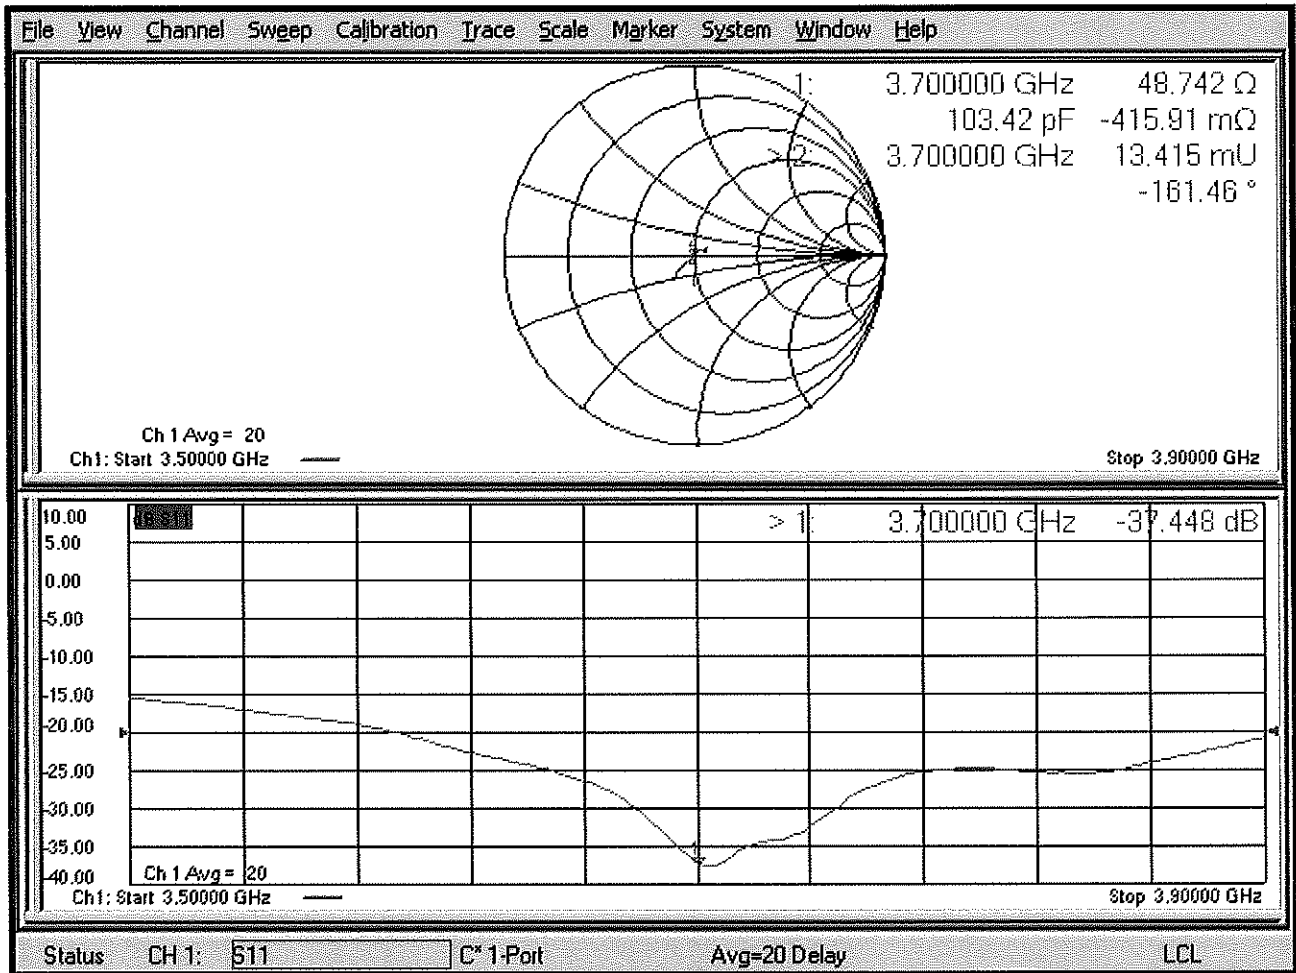 File View Channel Sweep Calibration Trace Scale Marker System Window Help
1: 3.700000 GHz 48.742 Ω
103.42 pF -415.91 mΩ
> 2: 3.700000 GHz 13.415 mU
-161.46 °
Ch 1 Avg = 20
Ch1: Start 3.50000 GHz
Stop 3.90000 GHz
10.00 dB S11
> 1: 3.700000 GHz -37.448 dB
5.00
0.00
-5.00
-10.00
-15.00
-20.00
-25.00
-30.00
-35.00
1
-40.00
Ch 1 Avg = 20
Ch1: Start 3.50000 GHz
Stop 3.90000 GHz
Status CH 1: S11 C* 1-Port Avg=20 Delay LCL